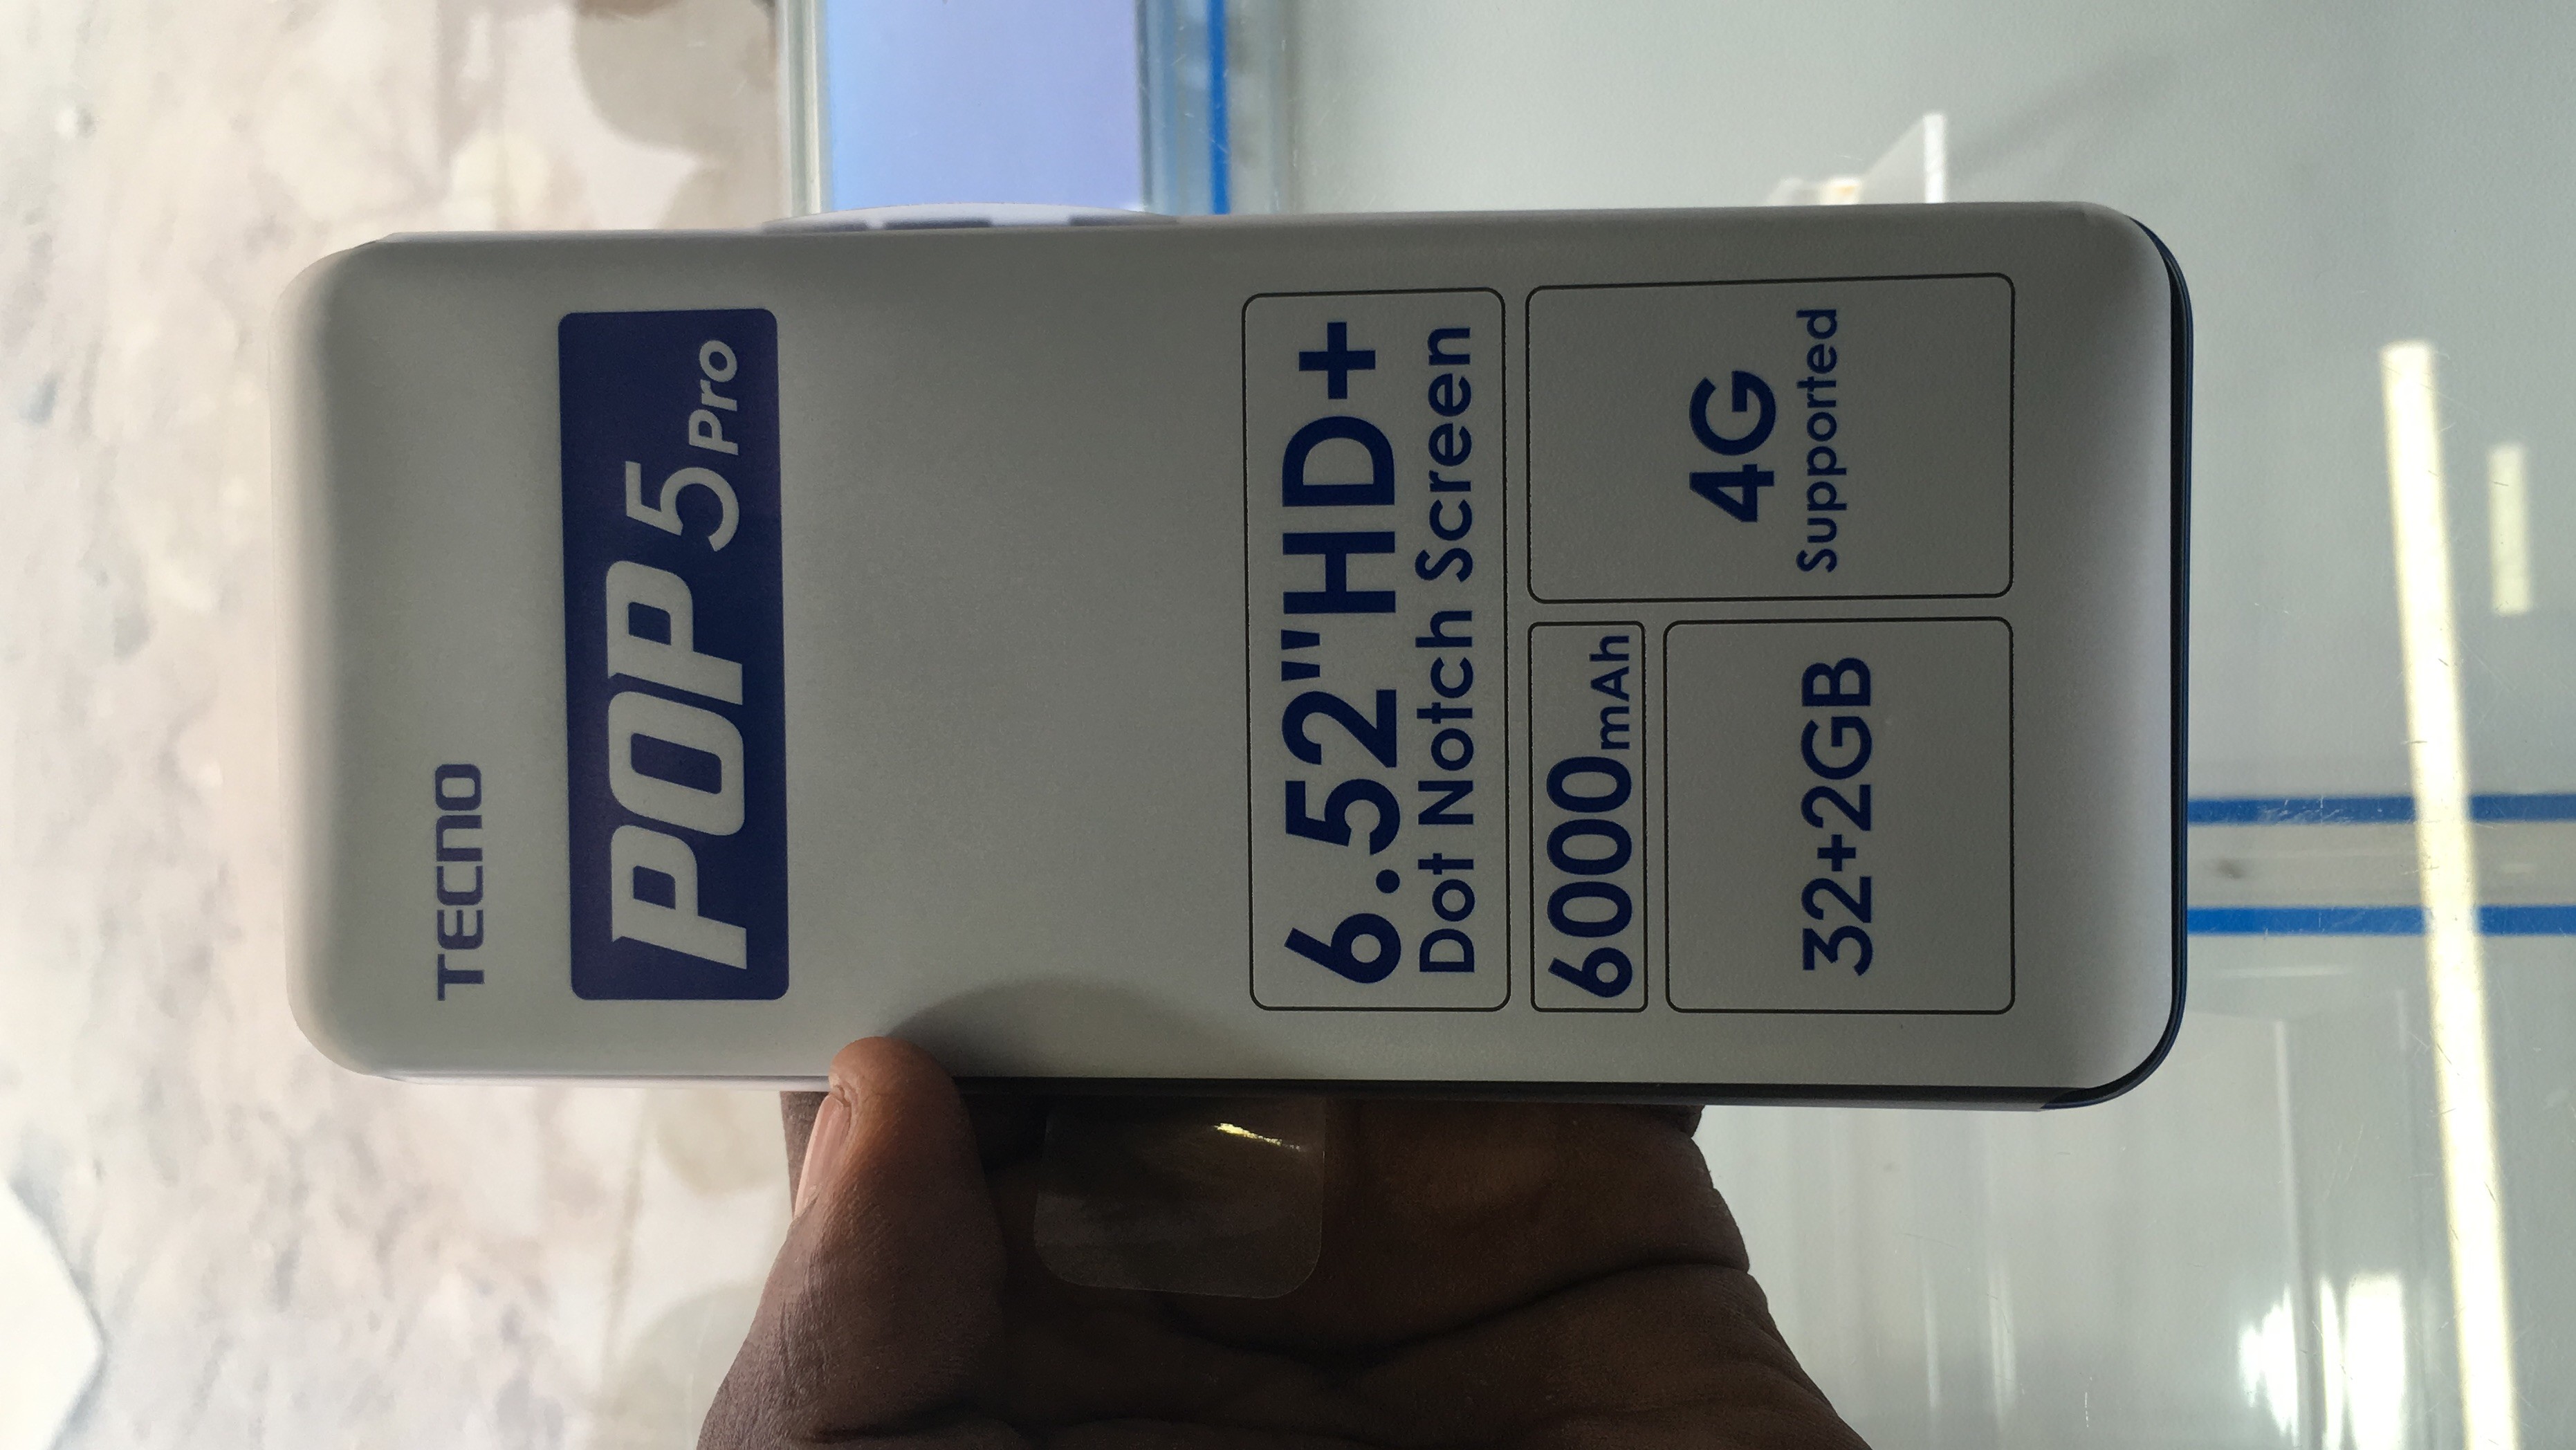 TECNO
POP 5 Pro
6.52"HD+
Dot Notch Screen
6000mAh
32+2GB
4G
Supported